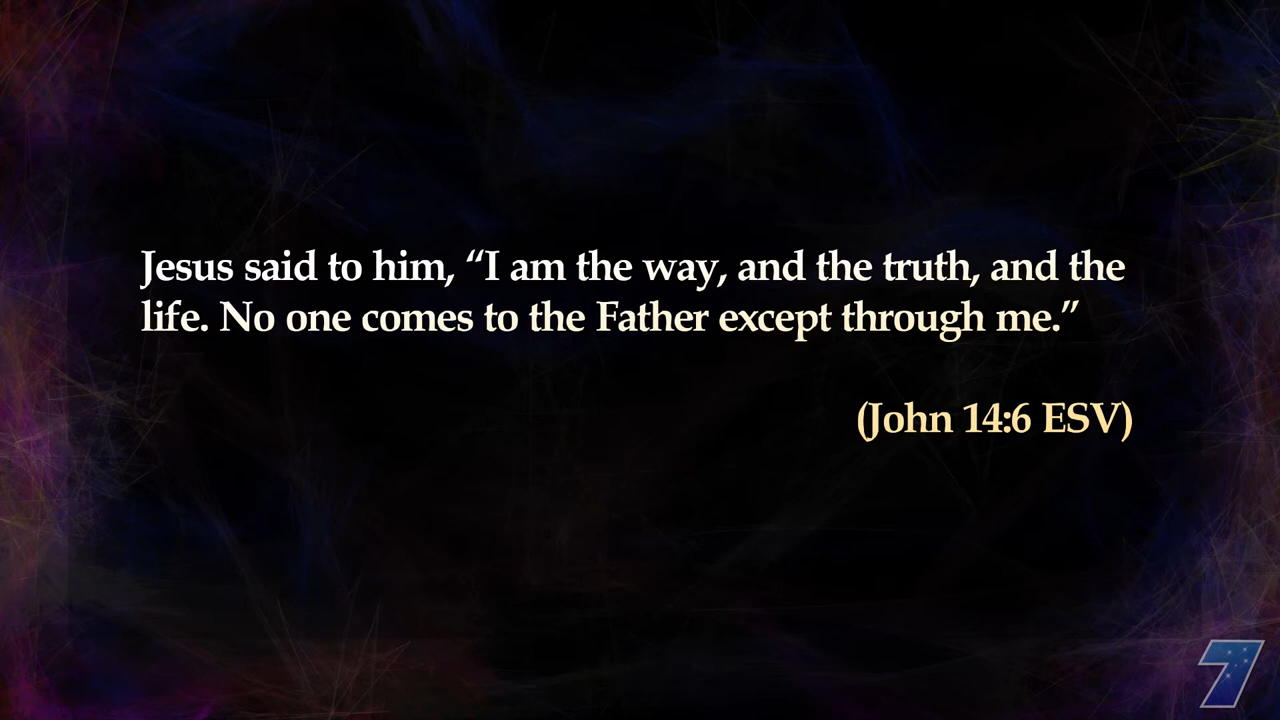 Jesus said to him, “I am the way, and the truth, and the
life. No one comes to the Father except through me.”
(John 14:6 ESV)
7